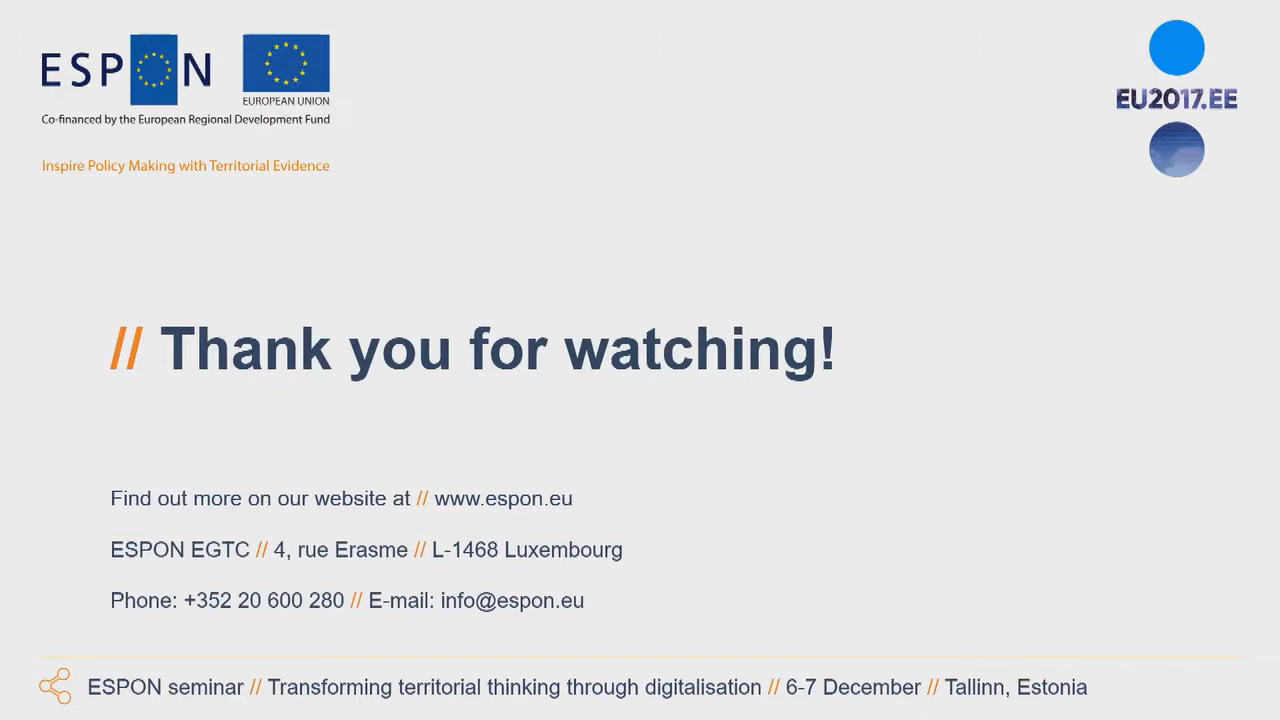 ESPON
EUROPEAN UNION
Co-financed by the European Regional Development Fund
Inspire Policy Making with Territorial Evidence
EU2017.EE
// Thank you for watching!
Find out more on our website at // www.espon.eu
ESPON EGTC // 4, rue Erasme // L-1468 Luxembourg
Phone: +352 20 600 280 // E-mail: info@espon.eu
ESPON seminar // Transforming territorial thinking through digitalisation // 6-7 December // Tallinn, Estonia